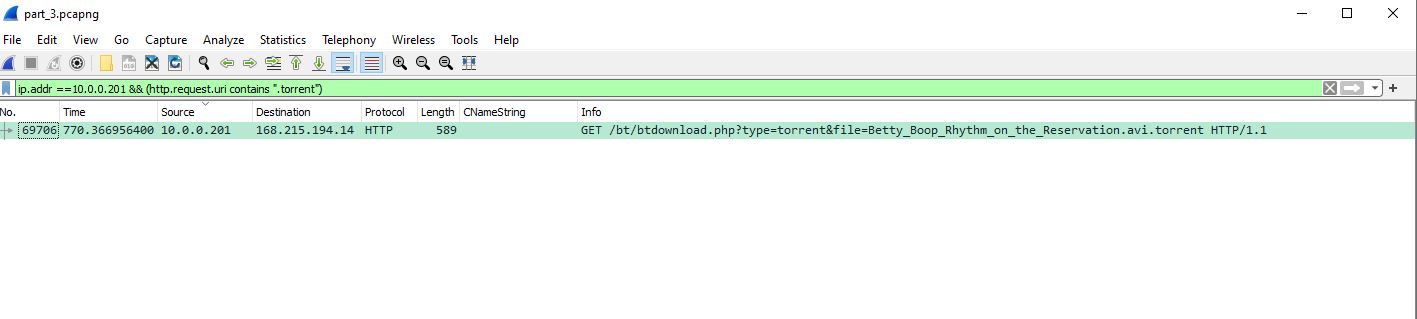 part_3.pcapng
File Edit View Go Capture Analyze Statistics Telephony Wireless Tools Help
ip.addr ==10.0.0.201 && (http.request.uri contains ".torrent")
No. Time Source Destination Protocol Length CNameString Info
69706 770.366956400 10.0.0.201 168.215.194.14 HTTP 589 GET /bt/btdownload.php?type=torrent&file=Betty_Boop_Rhythm_on_the_Reservation.avi.torrent HTTP/1.1